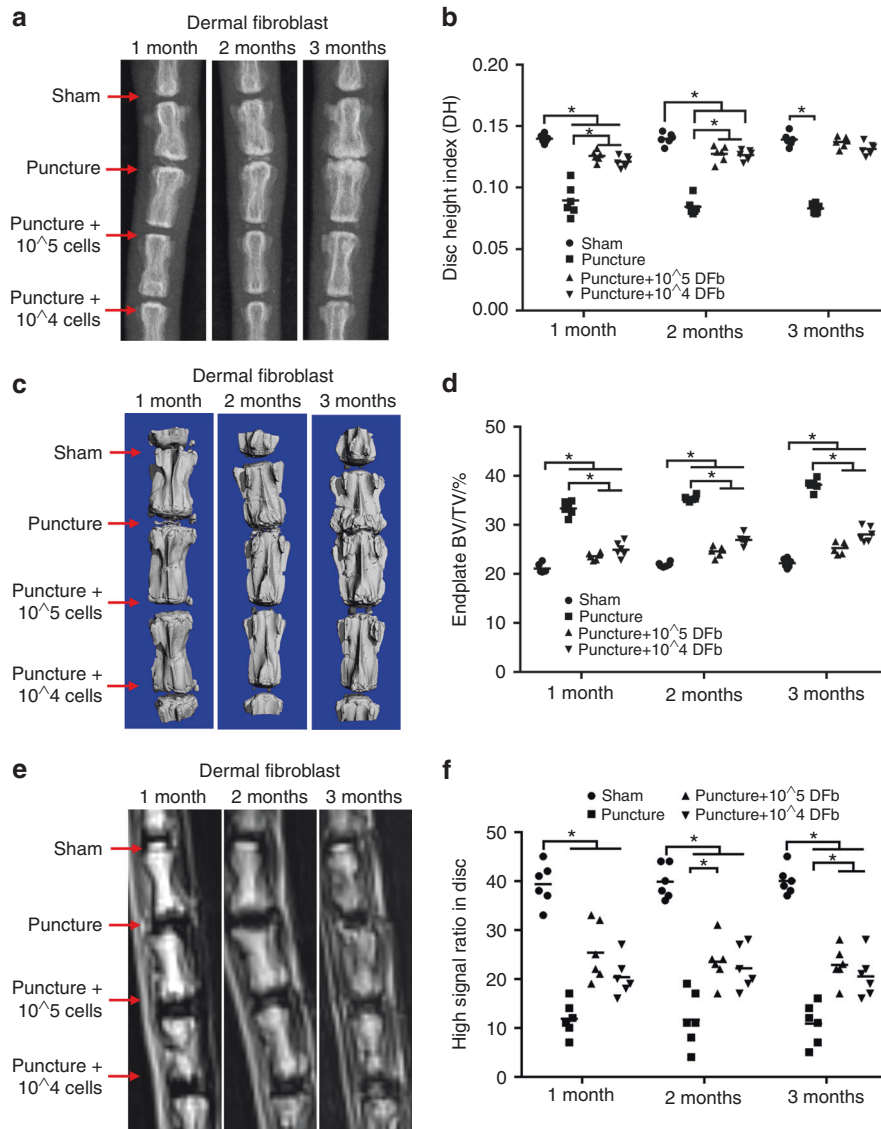 a
Dermal fibroblast
1 month 2 months 3 months
Sham
Puncture
Puncture +
10^5 cells
Puncture +
10^4 cells
b
Disc height index (DH)
0.20
0.15
0.10
0.05
0.00
* * * * *
Sham
Puncture
Puncture+10^5 DFb
Puncture+10^4 DFb
1 month 2 months 3 months
c
Dermal fibroblast
1 month 2 months 3 months
Sham
Puncture
Puncture +
10^5 cells
Puncture +
10^4 cells
d
Endplate BV/TV/%
50
40
30
20
10
0
* * * * * *
Sham
Puncture
Puncture+10^5 DFb
Puncture+10^4 DFb
1 month 2 months 3 months
e
Dermal fibroblast
1 month 2 months 3 months
Sham
Puncture
Puncture +
10^5 cells
Puncture +
10^4 cells
f
Sham Puncture+10^5 DFb
Puncture Puncture+10^4 DFb
High signal ratio in disc
50
40
30
20
10
0
* * * * *
1 month 2 months 3 months